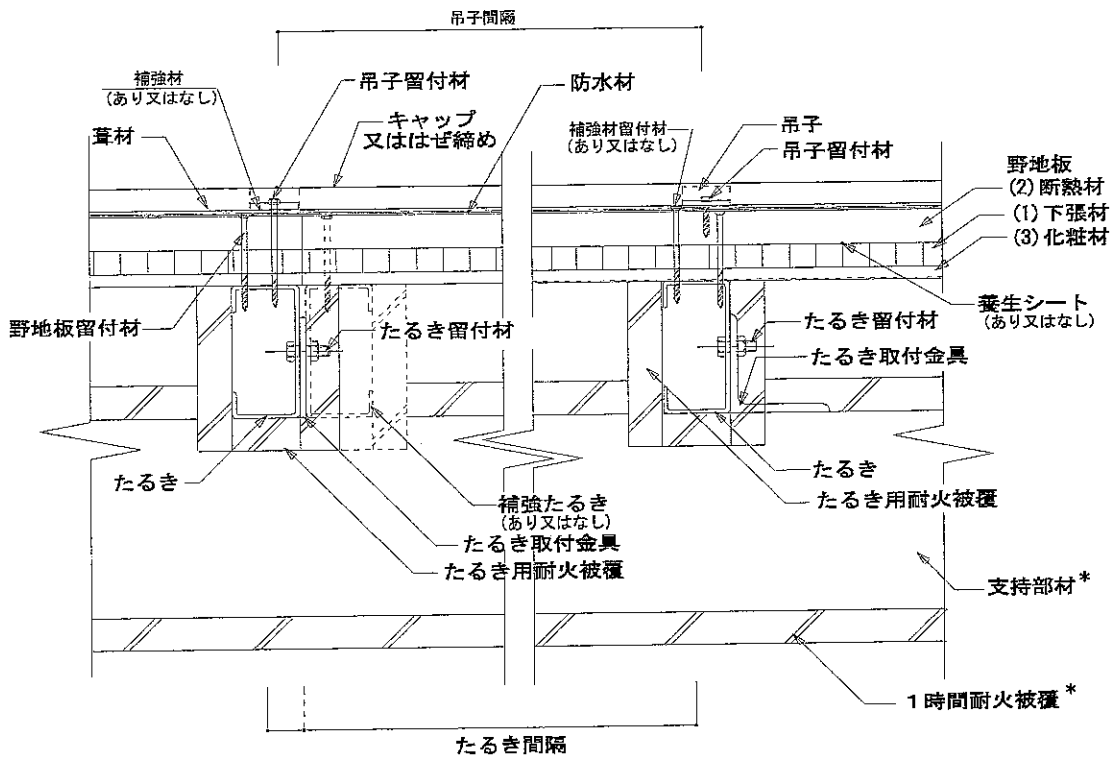 吊子間隔
補強材
(あり又はなし)
吊子留付材
防水材
葺材
キャップ
又ははぜ締め
補強材留付材
(あり又はなし)
吊子
吊子留付材
野地板
(2) 断熱材
(1) 下張材
(3) 化粧材
養生シート
(あり又はなし)
野地板留付材
たるき留付材
たるき留付材
たるき取付金具
たるき
補強たるき
(あり又はなし)
たるき取付金具
たるき用耐火被覆
たるき
たるき用耐火被覆
支持部材*
1時間耐火被覆*
たるき間隔